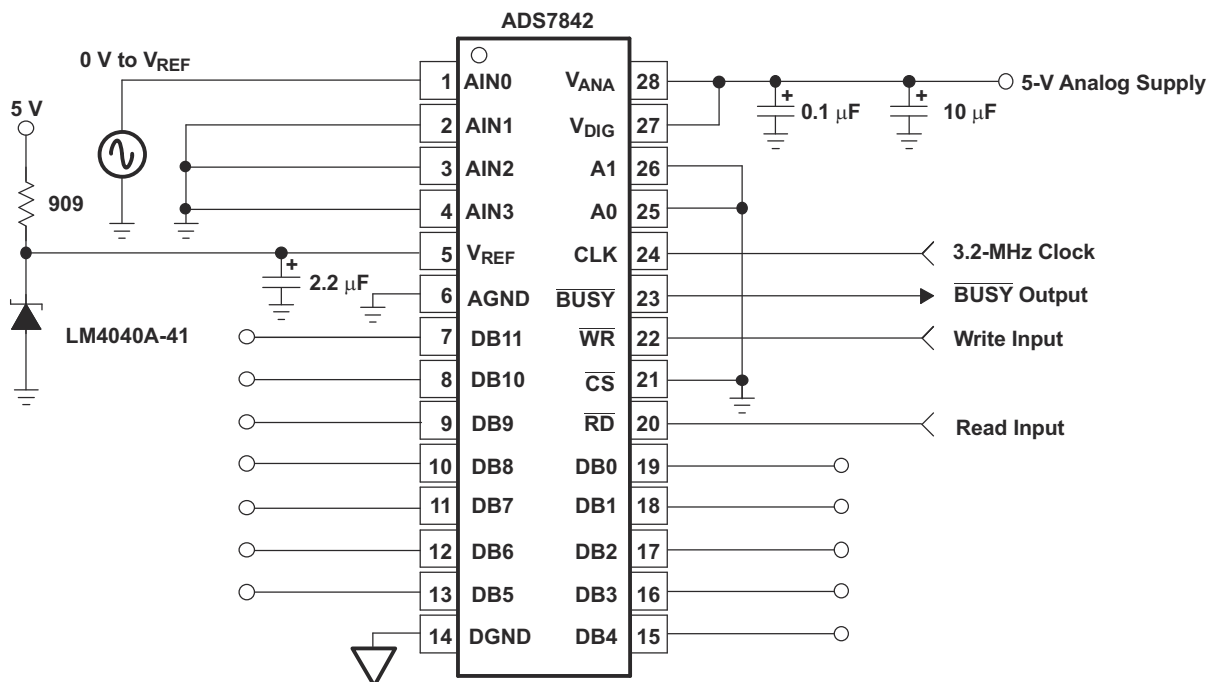 ADS7842
0 V to VREF
5 V
909
LM4040A-41
2.2 μF
1 AIN0
2 AIN1
3 AIN2
4 AIN3
5 VREF
6 AGND
7 DB11
8 DB10
9 DB9
10 DB8
11 DB7
12 DB6
13 DB5
14 DGND
VANA 28
VDIG 27
A1 26
A0 25
CLK 24
BUSY 23
WR 22
CS 21
RD 20
DB0 19
DB1 18
DB2 17
DB3 16
DB4 15
+ 0.1 μF
+ 10 μF
+
5-V Analog Supply
3.2-MHz Clock
BUSY Output
Write Input
Read Input